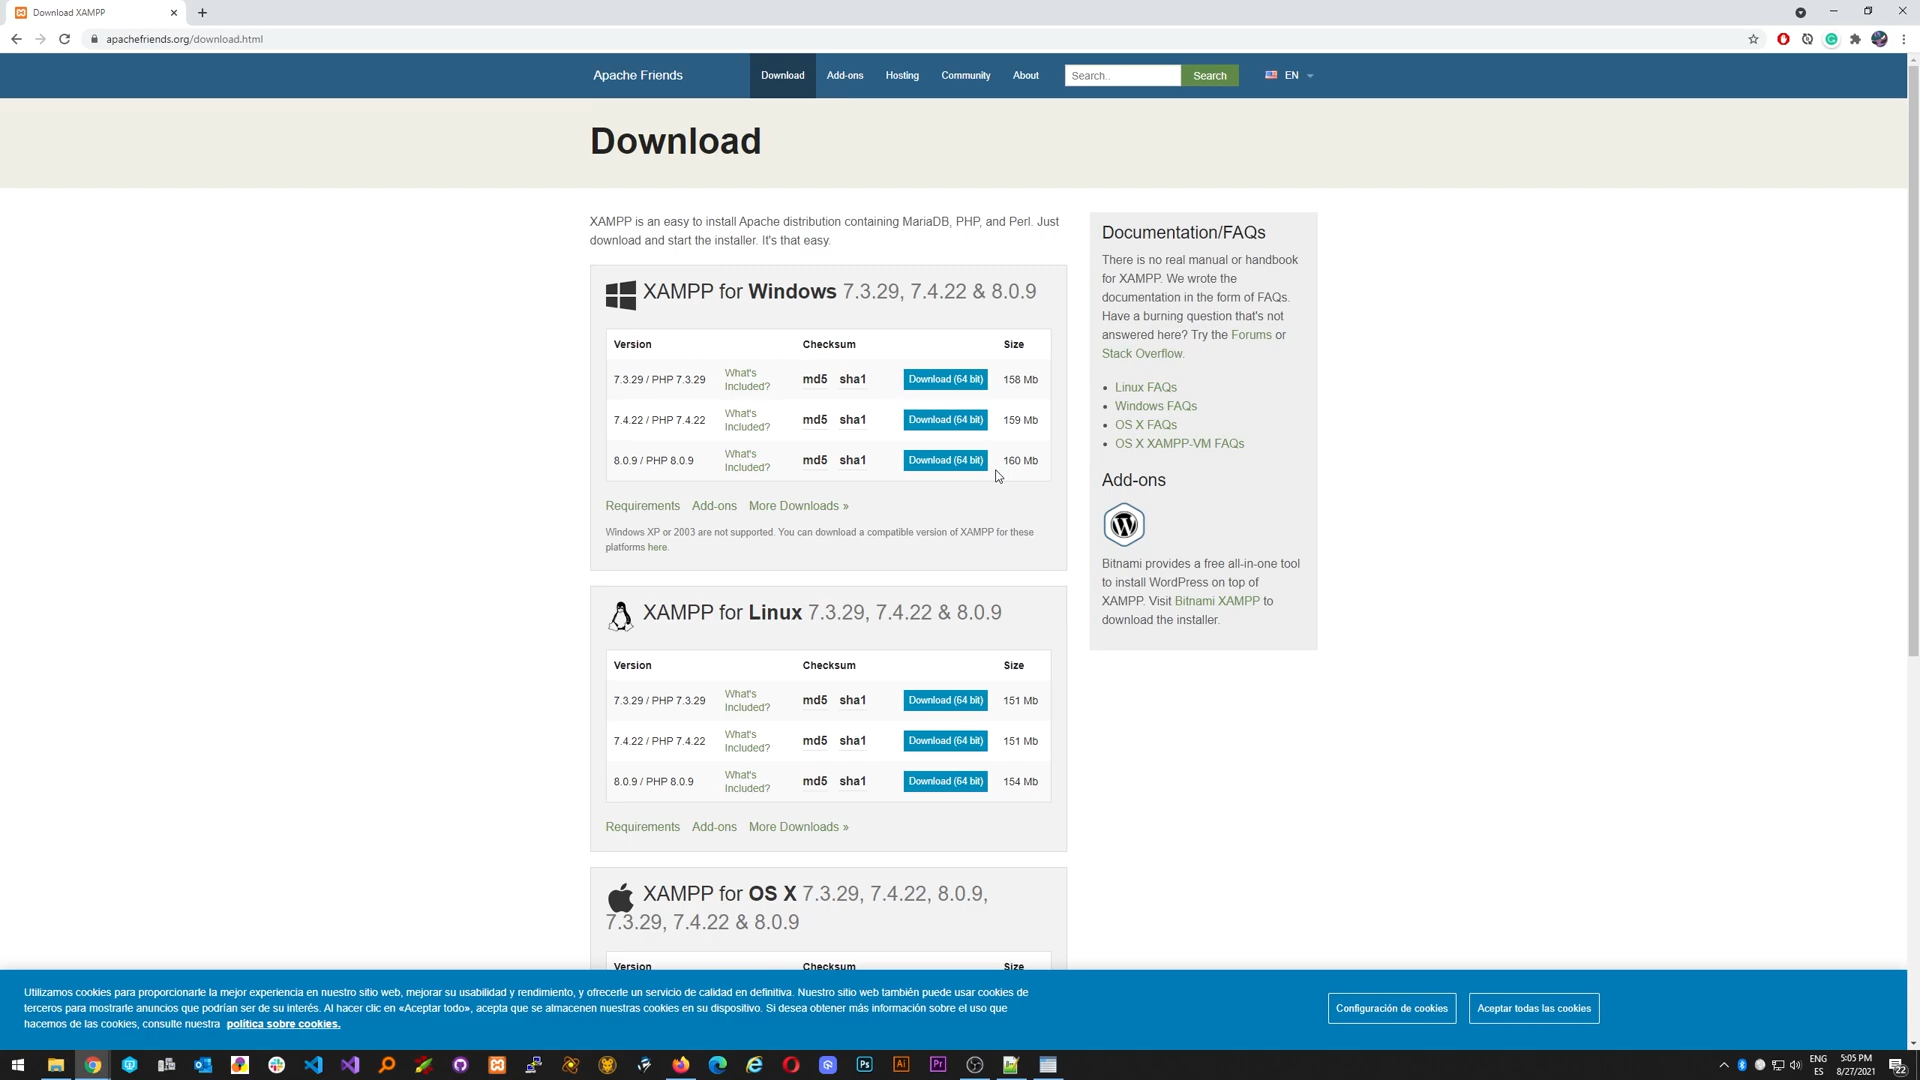 Download XAMPP
apachefriends.org/download.html
Apache Friends
Download
Add-ons
Hosting
Community
About
Search..
Search
EN
Download
XAMPP is an easy to install Apache distribution containing MariaDB, PHP, and Perl. Just
download and start the installer. It's that easy.
XAMPP for Windows 7.3.29, 7.4.22 & 8.0.9
Version Checksum Size
7.3.29 / PHP 7.3.29 What's Included? md5 sha1 Download (64 bit) 158 Mb
7.4.22 / PHP 7.4.22 What's Included? md5 sha1 Download (64 bit) 159 Mb
8.0.9 / PHP 8.0.9 What's Included? md5 sha1 Download (64 bit) 160 Mb
Requirements Add-ons More Downloads »
Windows XP or 2003 are not supported. You can download a compatible version of XAMPP for these
platforms here.
XAMPP for Linux 7.3.29, 7.4.22 & 8.0.9
Version Checksum Size
7.3.29 / PHP 7.3.29 What's Included? md5 sha1 Download (64 bit) 151 Mb
7.4.22 / PHP 7.4.22 What's Included? md5 sha1 Download (64 bit) 151 Mb
8.0.9 / PHP 8.0.9 What's Included? md5 sha1 Download (64 bit) 154 Mb
Requirements Add-ons More Downloads »
XAMPP for OS X 7.3.29, 7.4.22, 8.0.9,
7.3.29, 7.4.22 & 8.0.9
Version Checksum Size
Documentation/FAQs
There is no real manual or handbook
for XAMPP. We wrote the
documentation in the form of FAQs.
Have a burning question that's not
answered here? Try the Forums or
Stack Overflow.
Linux FAQs
Windows FAQs
OS X FAQs
OS X XAMPP-VM FAQs
Add-ons
Bitnami provides a free all-in-one tool
to install WordPress on top of
XAMPP. Visit Bitnami XAMPP to
download the installer.
Utilizamos cookies para proporcionarle la mejor experiencia en nuestro sitio web, mejorar su usabilidad y rendimiento, y ofrecerle un servicio de calidad en definitiva. Nuestro sitio web también puede usar cookies de
terceros para mostrarle anuncios que podrían ser de su interés. Al hacer clic en «Aceptar todo», acepta que se almacenen nuestras cookies en su dispositivo. Si desea obtener más información sobre el uso que
hacemos de las cookies, consulte nuestra política sobre cookies.
Configuración de cookies
Aceptar todas las cookies
Ps
Ai
Pr
ENG
ES
5:05 PM
8/27/2021
22